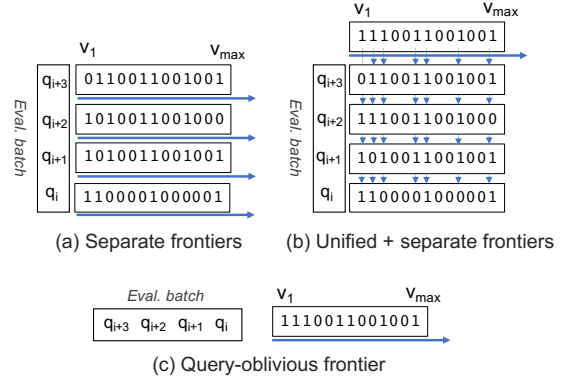 v1 vmax
Eval. batch
qi+3 0110011001001
qi+2 1010011001000
qi+1 1010011001001
qi 1100001000001
(a) Separate frontiers
v1 vmax
1110011001001
Eval. batch
qi+3 0110011001001
qi+2 1110011001000
qi+1 1010011001001
qi 1100001000001
(b) Unified + separate frontiers
Eval. batch
qi+3 qi+2 qi+1 qi
v1 vmax
1110011001001
(c) Query-oblivious frontier